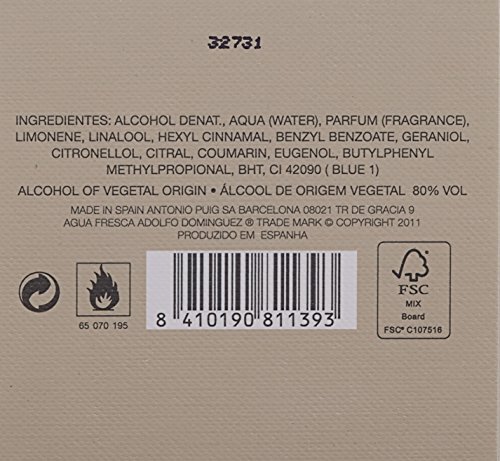 32731
INGREDIENTES: ALCOHOL DENAT., AQUA (WATER), PARFUM (FRAGRANCE),
LIMONENE, LINALOOL, HEXYL CINNAMAL, BENZYL BENZOATE, GERANIOL,
CITRONELLOL, CITRAL, COUMARIN, EUGENOL, BUTYLPHENYL
METHYLPROPIONAL, BHT, CI 42090 ( BLUE 1)
ALCOHOL OF VEGETAL ORIGIN • ÁLCOOL DE ORIGEM VEGETAL 80% VOL
MADE IN SPAIN ANTONIO PUIG SA BARCELONA 08021 TR DE GRACIA 9
AGUA FRESCA ADOLFO DOMINGUEZ ® TRADE MARK © COPYRIGHT 2011
PRODUZIDO EM ESPANHA
65 070 195
8 410190 811393
FSC
MIX
Board
FSC® C107516